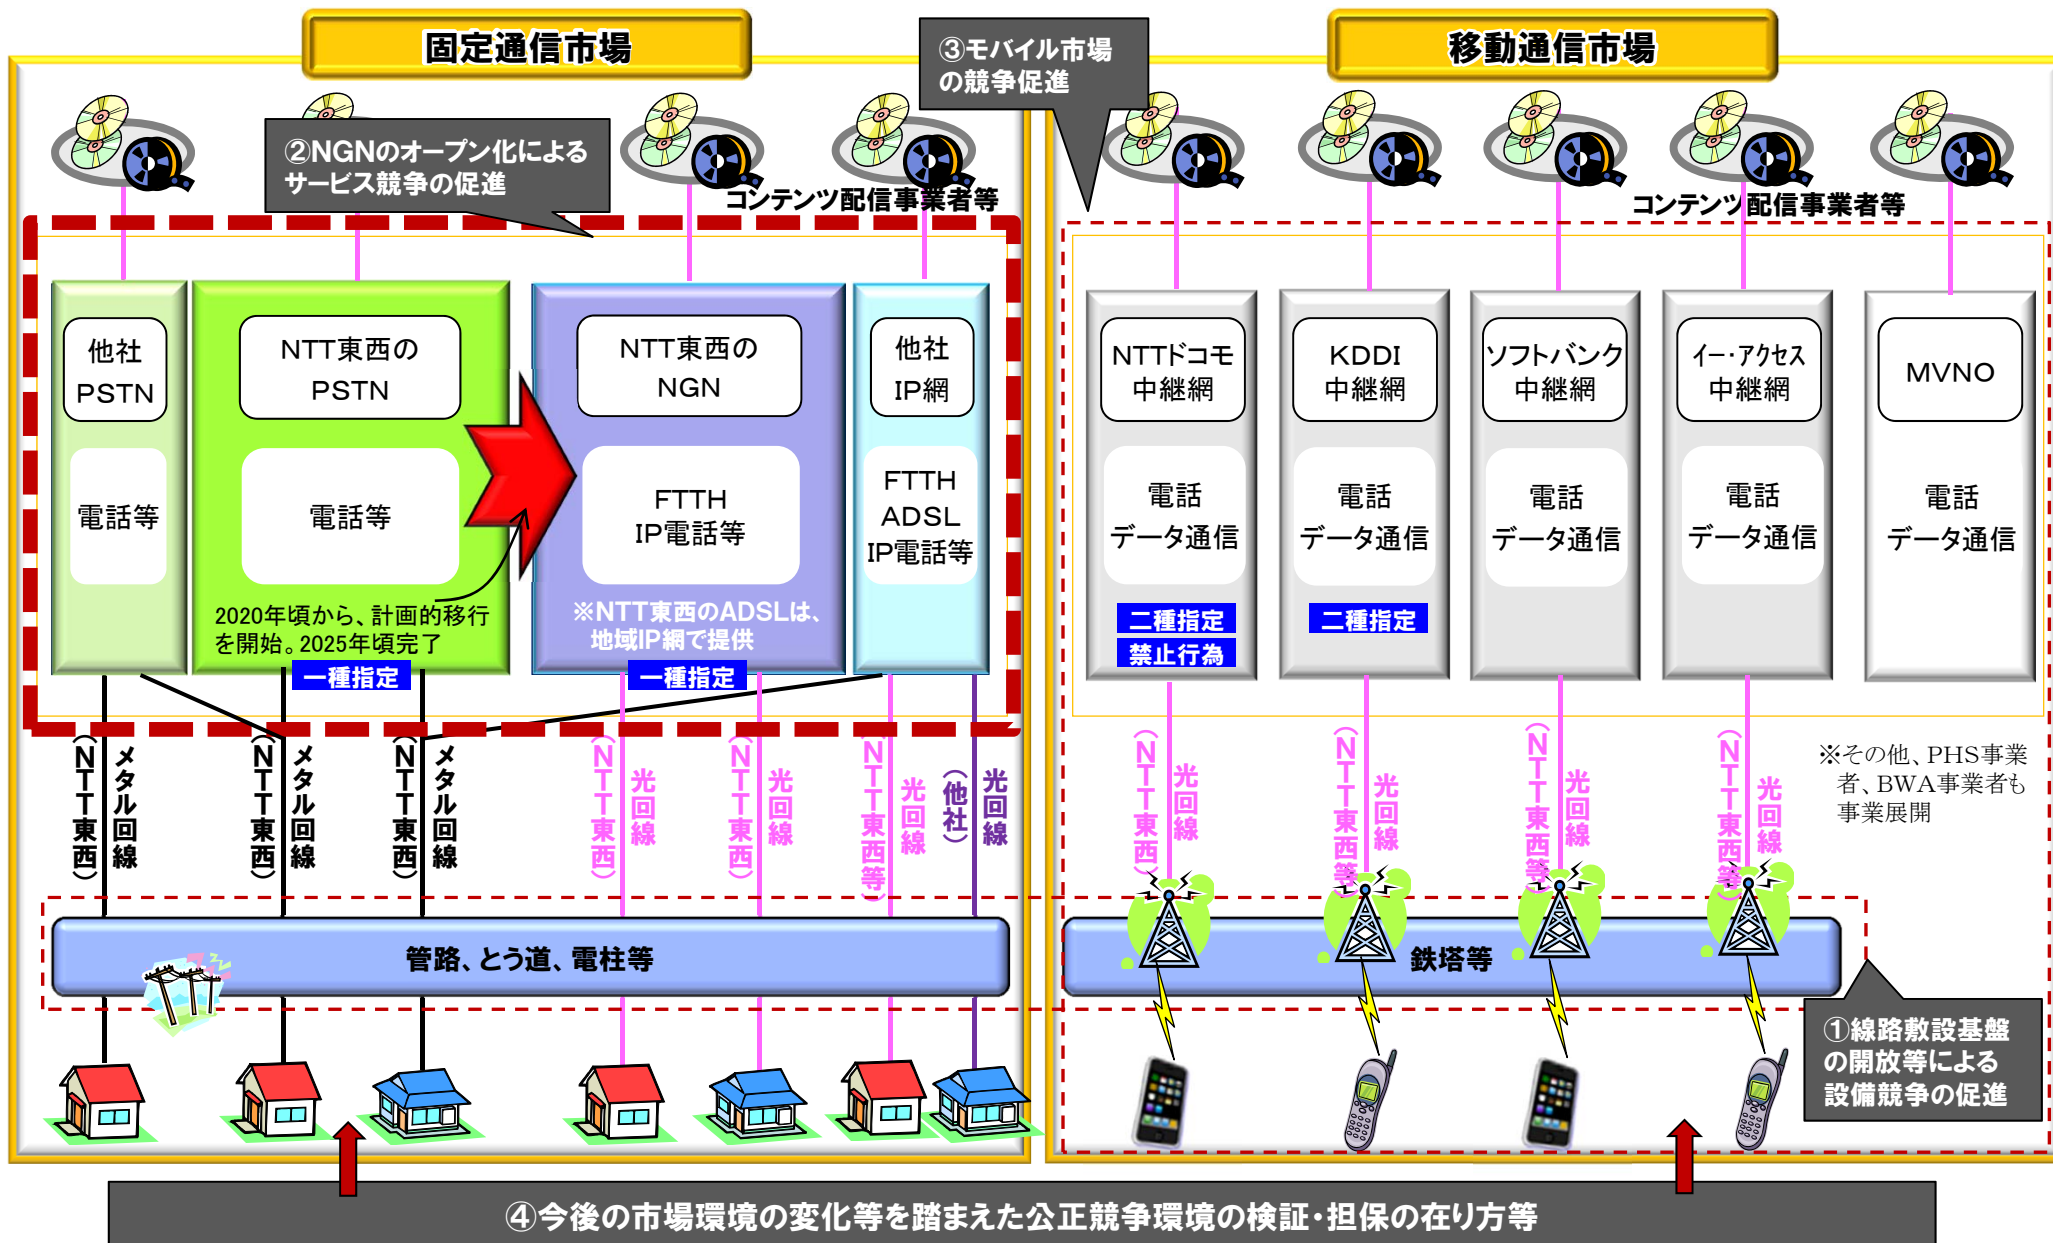 固定通信市場
③モバイル市場
の競争促進
移動通信市場
②NGNのオープン化による
サービス競争の促進
コンテンツ配信事業者等
コンテンツ配信事業者等
他社
PSTN
電話等
NTT東西の
PSTN
電話等
2020年頃から、計画的移行
を開始。2025年頃完了
一種指定
NTT東西の
NGN
FTTH
IP電話等
※NTT東西のADSLは、
地域IP網で提供
一種指定
他社
IP網
FTTH
ADSL
IP電話等
NTTドコモ
中継網
電話
データ通信
二種指定
禁止行為
KDDI
中継網
電話
データ通信
二種指定
ソフトバンク
中継網
電話
データ通信
イー・アクセス
中継網
電話
データ通信
MVNO
電話
データ通信
メタル回線
(NTT東西)
メタル回線
(NTT東西)
メタル回線
(NTT東西)
光回線
(NTT東西)
光回線
(NTT東西)
光回線
(NTT東西等)
光回線
(他社)
光回線
(NTT東西)
光回線
(NTT東西等)
光回線
(NTT東西等)
光回線
(NTT東西等)
※その他、PHS事業
者、BWA事業者も
事業展開
管路、とう道、電柱等
鉄塔等
①線路敷設基盤
の開放等による
設備競争の促進
④今後の市場環境の変化等を踏まえた公正競争環境の検証・担保の在り方等